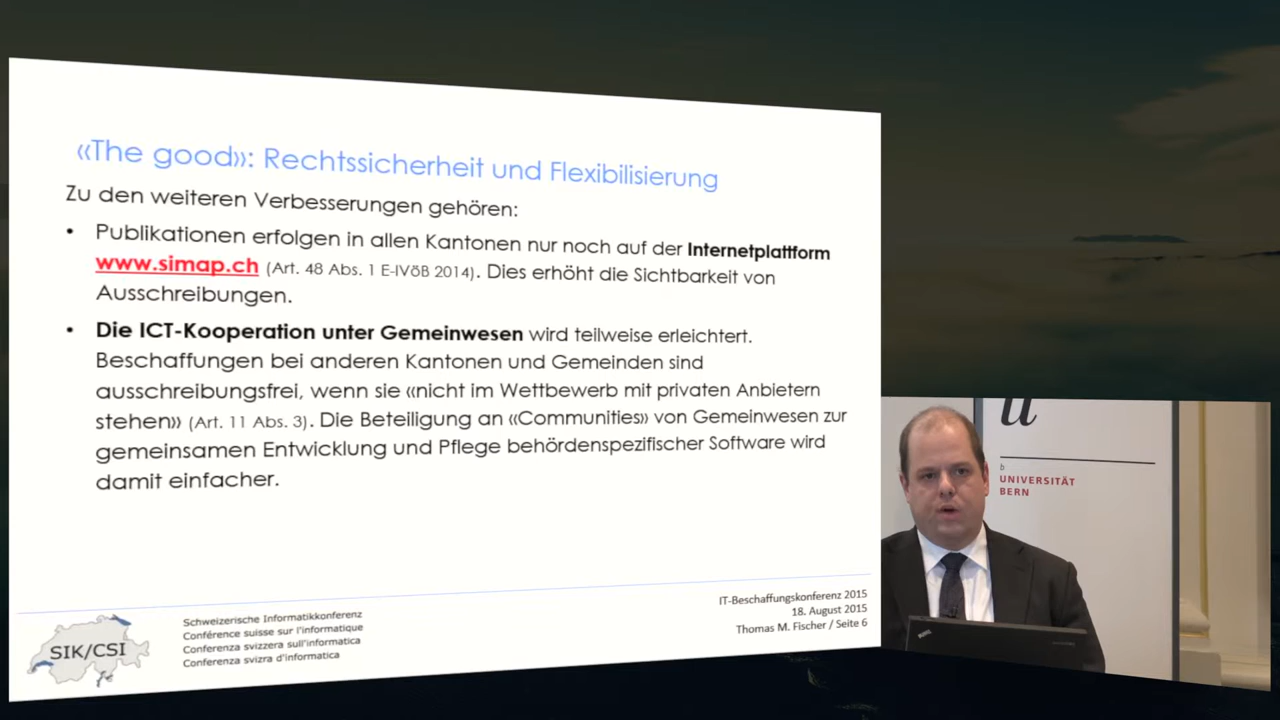 «The good»: Rechtssicherheit und Flexibilisierung
Zu den weiteren Verbesserungen gehören:
• Publikationen erfolgen in allen Kantonen nur noch auf der Internetplattform
www.simap.ch (Art. 48 Abs. 1 E-IVöB 2014). Dies erhöht die Sichtbarkeit von
Ausschreibungen.
• Die ICT-Kooperation unter Gemeinwesen wird teilweise erleichtert.
Beschaffungen bei anderen Kantonen und Gemeinden sind
ausschreibungsfrei, wenn sie «nicht im Wettbewerb mit privaten Anbietern
stehen» (Art. 11 Abs. 3). Die Beteiligung an «Communities» von Gemeinwesen zur
gemeinsamen Entwicklung und Pflege behördenspezifischer Software wird
damit einfacher.
SIK/CSI
Schweizerische Informatikkonferenz
Conférence suisse sur l'informatique
Conferenza svizzera sull'informatica
Conferenza svizra d'informatica
IT-Beschaffungskonferenz 2015
18. August 2015
Thomas M. Fischer / Seite 6
u
b
UNIVERSITÄT
BERN